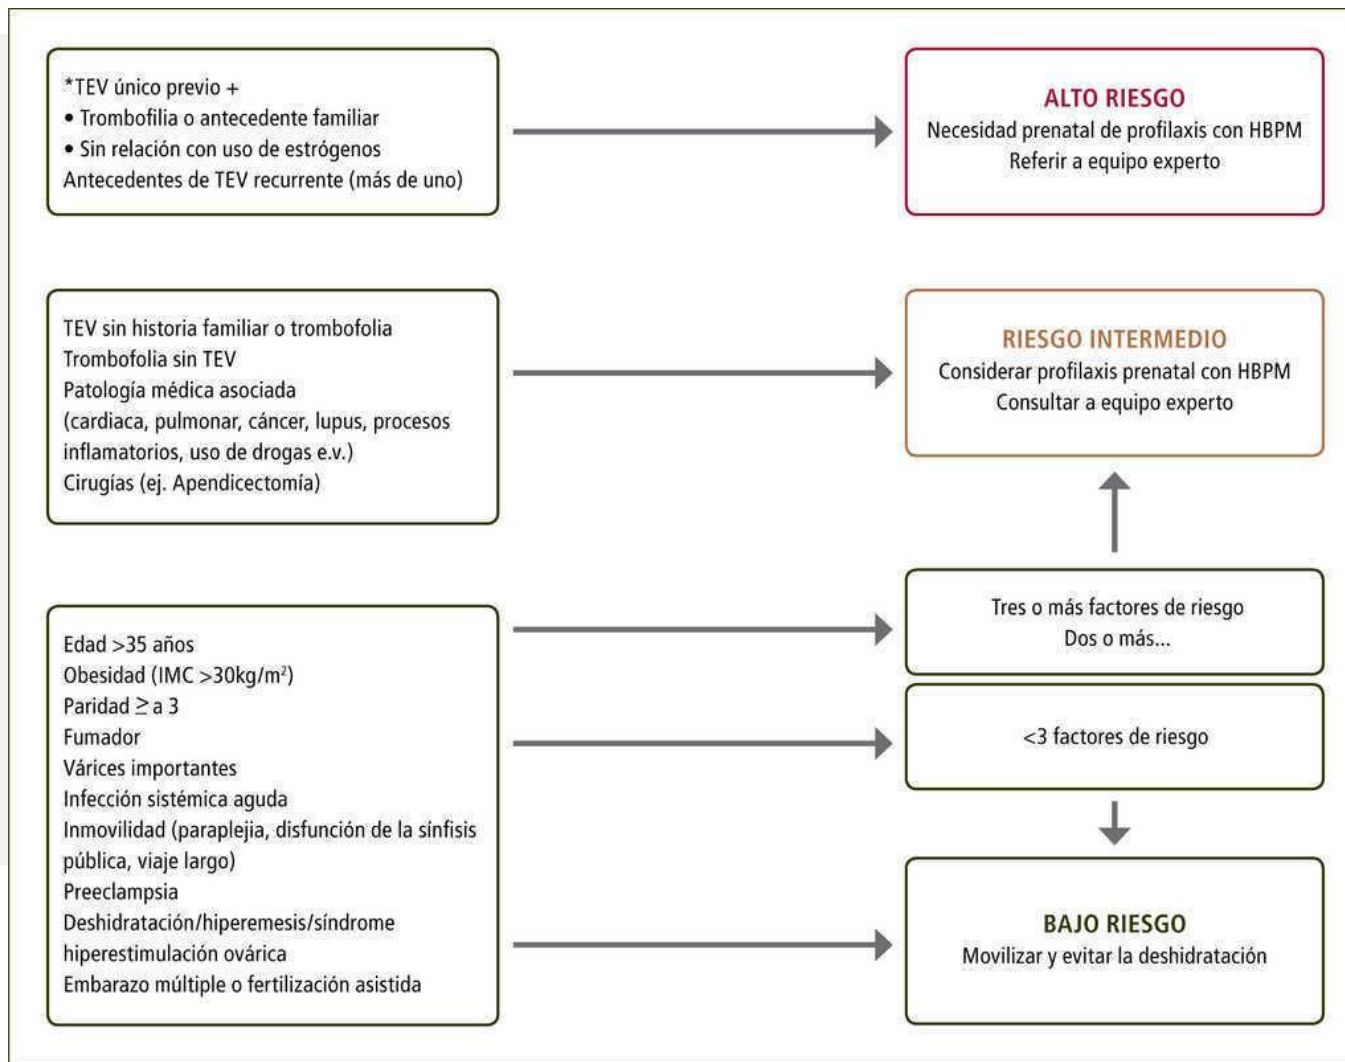 *TEV único previo +
• Trombofilia o antecedente familiar
• Sin relación con uso de estrógenos
Antecedentes de TEV recurrente (más de uno)
ALTO RIESGO
Necesidad prenatal de profilaxis con HBPM
Referir a equipo experto
TEV sin historia familiar o trombofolia
Trombofolia sin TEV
Patología médica asociada
(cardiaca, pulmonar, cáncer, lupus, procesos
inflamatorios, uso de drogas e.v.)
Cirugías (ej. Apendicectomía)
RIESGO INTERMEDIO
Considerar profilaxis prenatal con HBPM
Consultar a equipo experto
Edad >35 años
Obesidad (IMC >30kg/m²)
Paridad ≥ a 3
Fumador
Várices importantes
Infección sistémica aguda
Inmovilidad (paraplejia, disfunción de la sínfisis
pública, viaje largo)
Preeclampsia
Deshidratación/hiperemesis/síndrome
hiperestimulación ovárica
Embarazo múltiple o fertilización asistida
Tres o más factores de riesgo
Dos o más...
<3 factores de riesgo
BAJO RIESGO
Movilizar y evitar la deshidratación